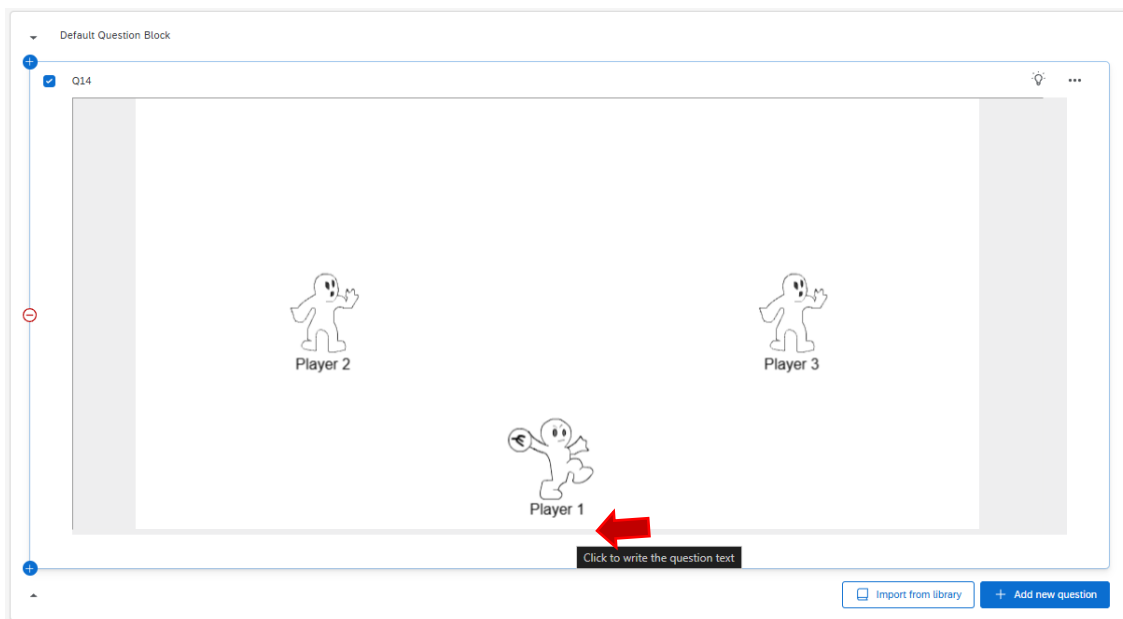 Default Question Block
Q14
Player 2
Player 3
Player 1
Click to write the question text
Import from library
Add new question